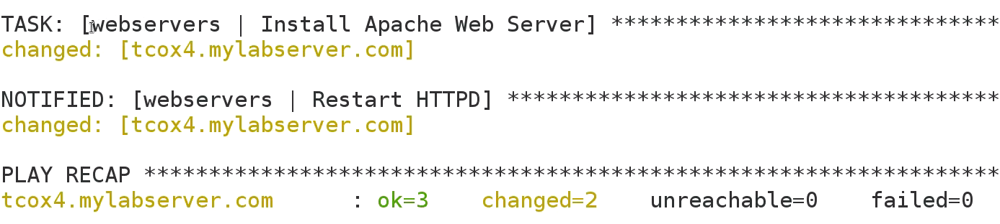 TASK: [webservers | Install Apache Web Server] ******************************
changed: [tcox4.mylabserver.com]
NOTIFIED: [webservers | Restart HTTPD] **************************************
changed: [tcox4.mylabserver.com]
PLAY RECAP ******************************************************************
tcox4.mylabserver.com : ok=3 changed=2 unreachable=0 failed=0